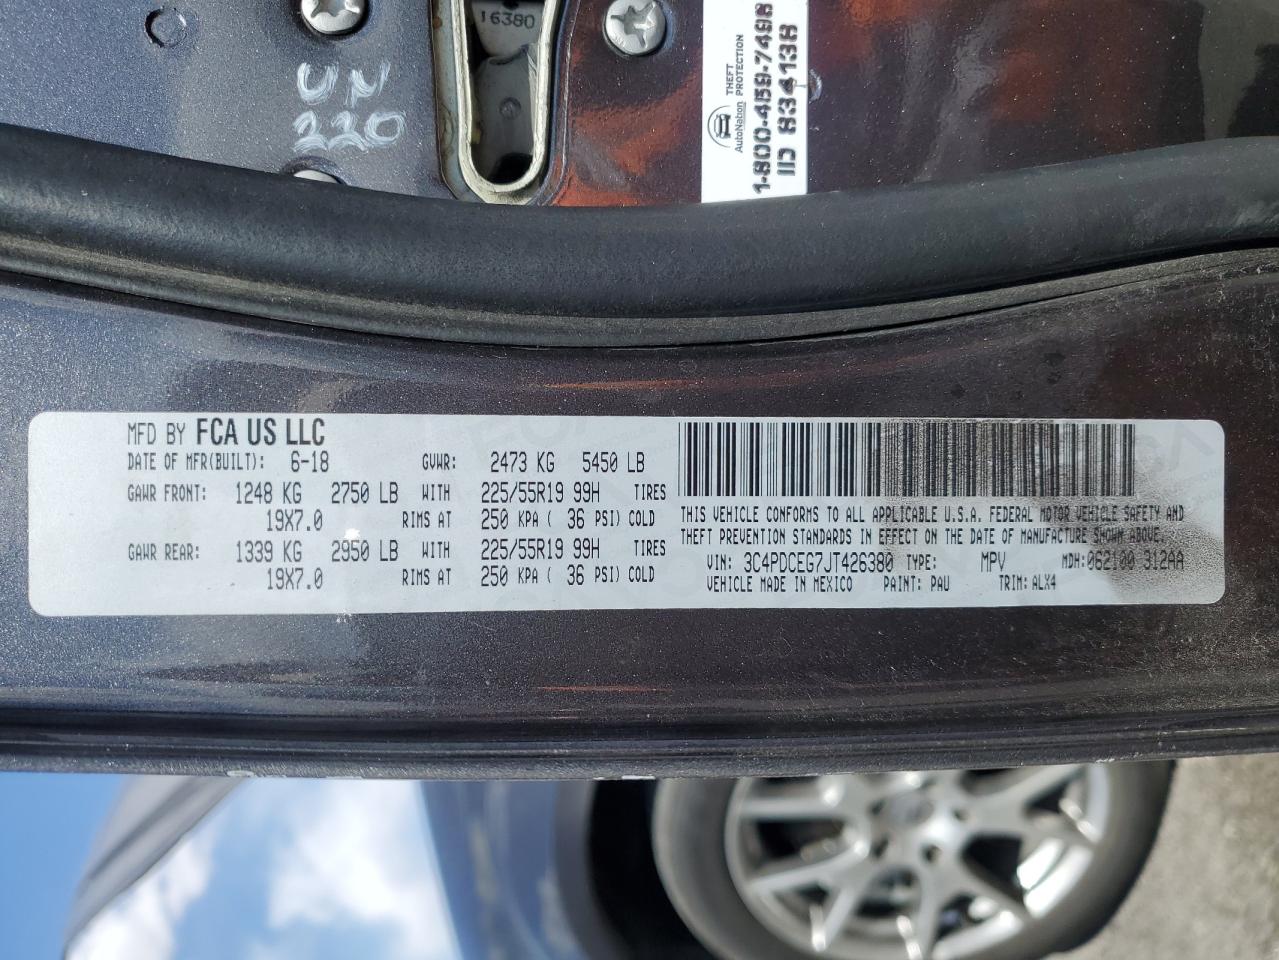 16380
UN
220
AutoNation THEFT PROTECTION
1-800-459-7498
ID 834138
MFD BY FCA US LLC
DATE OF MFR(BUILT): 6-18 GVWR: 2473 KG 5450 LB
GAWR FRONT: 1248 KG 2750 LB WITH 225/55R19 99H TIRES
19X7.0 RIMS AT 250 KPA ( 36 PSI) COLD
GAWR REAR: 1339 KG 2950 LB WITH 225/55R19 99H TIRES
19X7.0 RIMS AT 250 KPA ( 36 PSI) COLD
THIS VEHICLE CONFORMS TO ALL APPLICABLE U.S.A. FEDERAL MOTOR VEHICLE SAFETY AND
THEFT PREVENTION STANDARDS IN EFFECT ON THE DATE OF MANUFACTURE SHOWN ABOVE.
VIN: 3C4PDCEG7JT426380 TYPE: MPV MDH: 062100 312AA
VEHICLE MADE IN MEXICO PAINT: PAU TRIM: ALX4